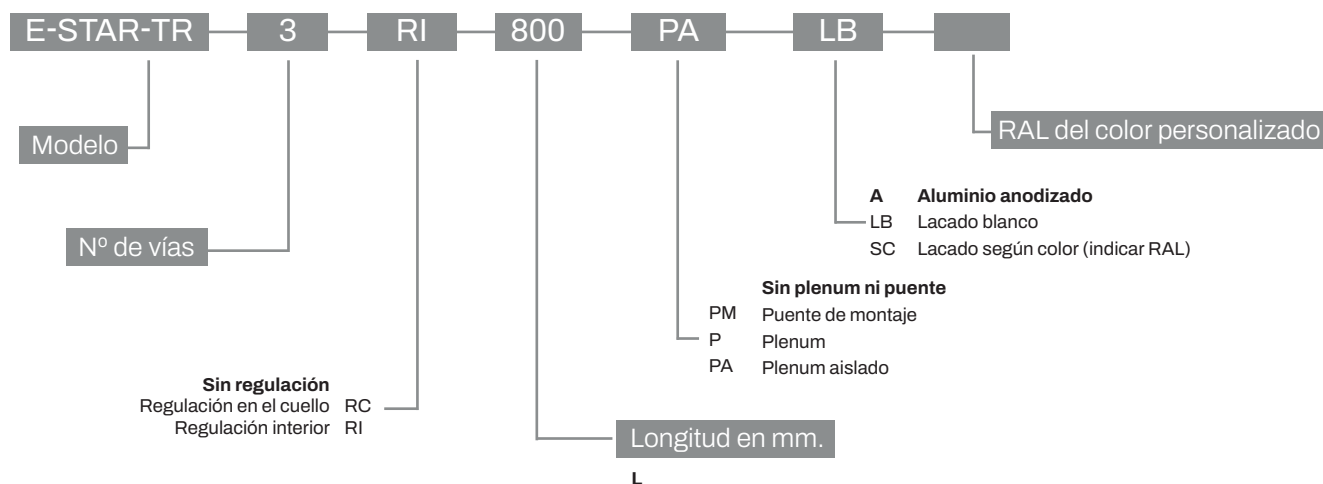 E-STAR-TR 3 RI 800 PA LB
Modelo
RAL del color personalizado
A Aluminio anodizado
LB Lacado blanco
SC Lacado según color (indicar RAL)
Nº de vías
Sin plenum ni puente
PM Puente de montaje
P Plenum
PA Plenum aislado
Sin regulación
Regulación en el cuello RC
Regulación interior RI
Longitud en mm.
L